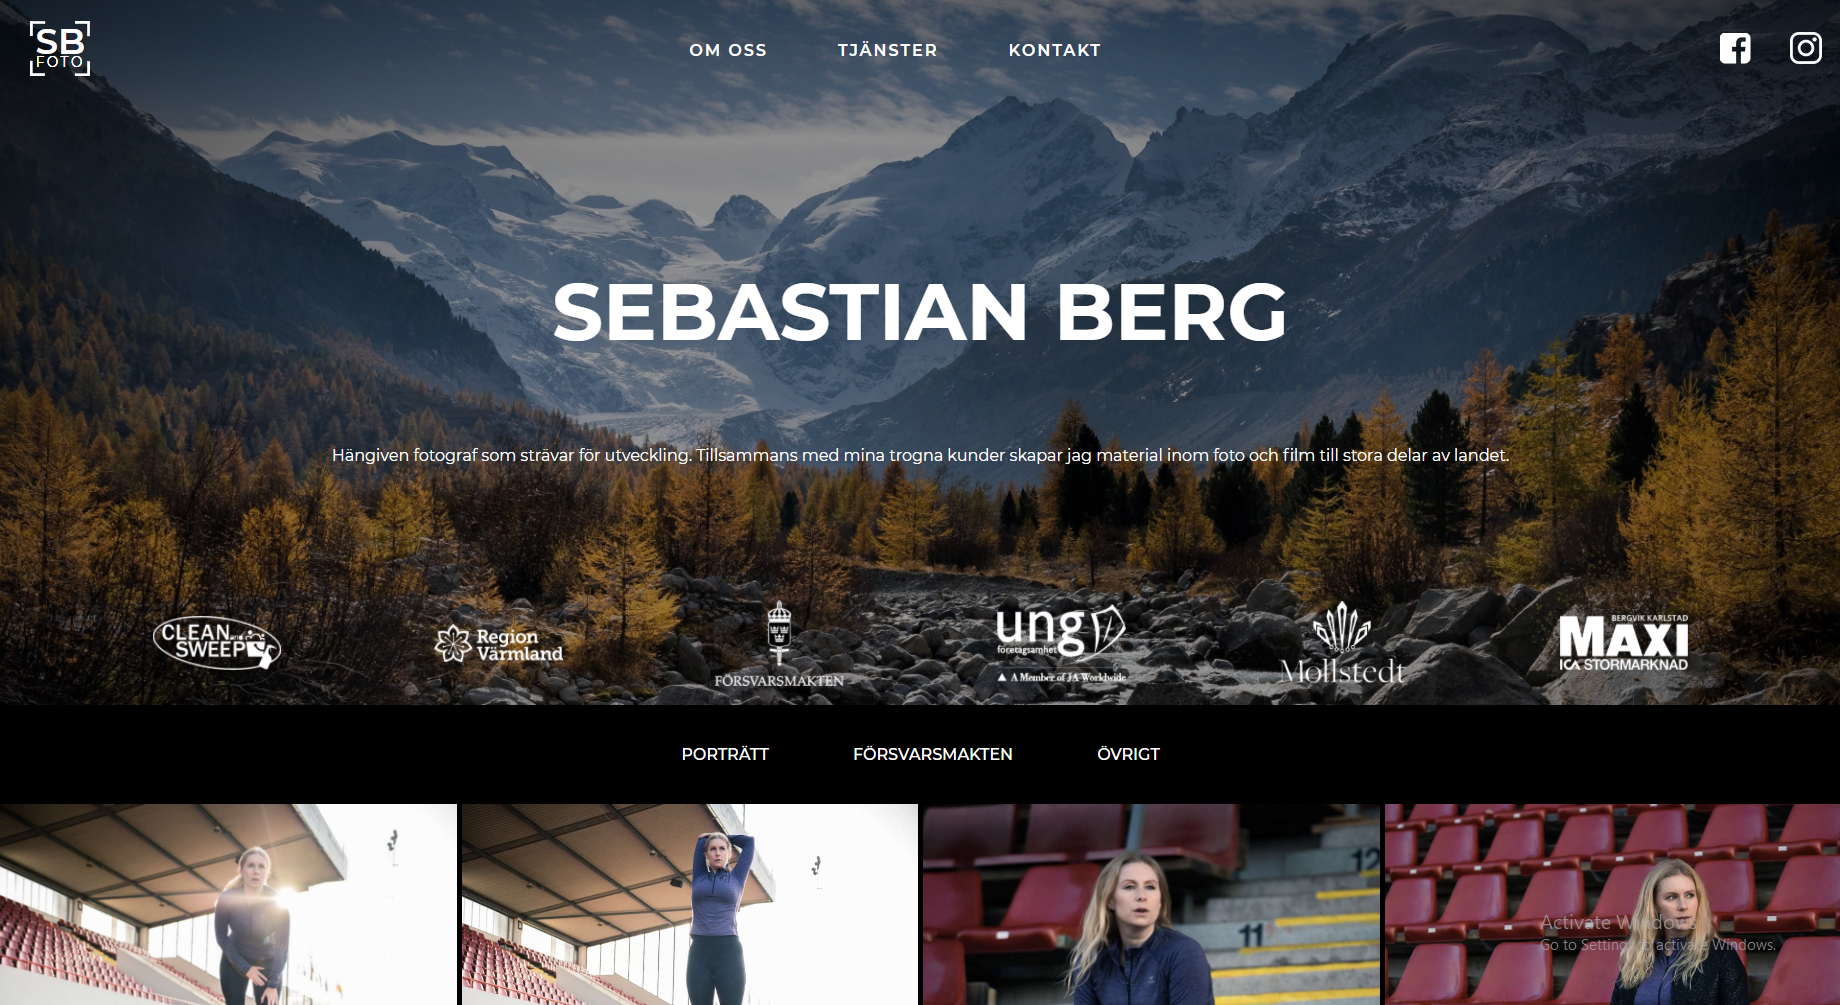 SB
FOTO
OM OSS
TJÄNSTER
KONTAKT
SEBASTIAN BERG
Hängiven fotograf som strävar för utveckling. Tillsammans med mina trogna kunder skapar jag material inom foto och film till stora delar av landet.
CLEAN
SWEEP
Region
Värmland
FÖRSVARSMAKTEN
ung
företagsamhet
A Member of JA Worldwide
Mollstedt
BERGVIK KARLSTAD
MAXI
ICA STORMARKNAD
PORTRÄTT
FÖRSVARSMAKTEN
ÖVRIGT
12
11
Activate Windows
Go to Settings to activate Windows.